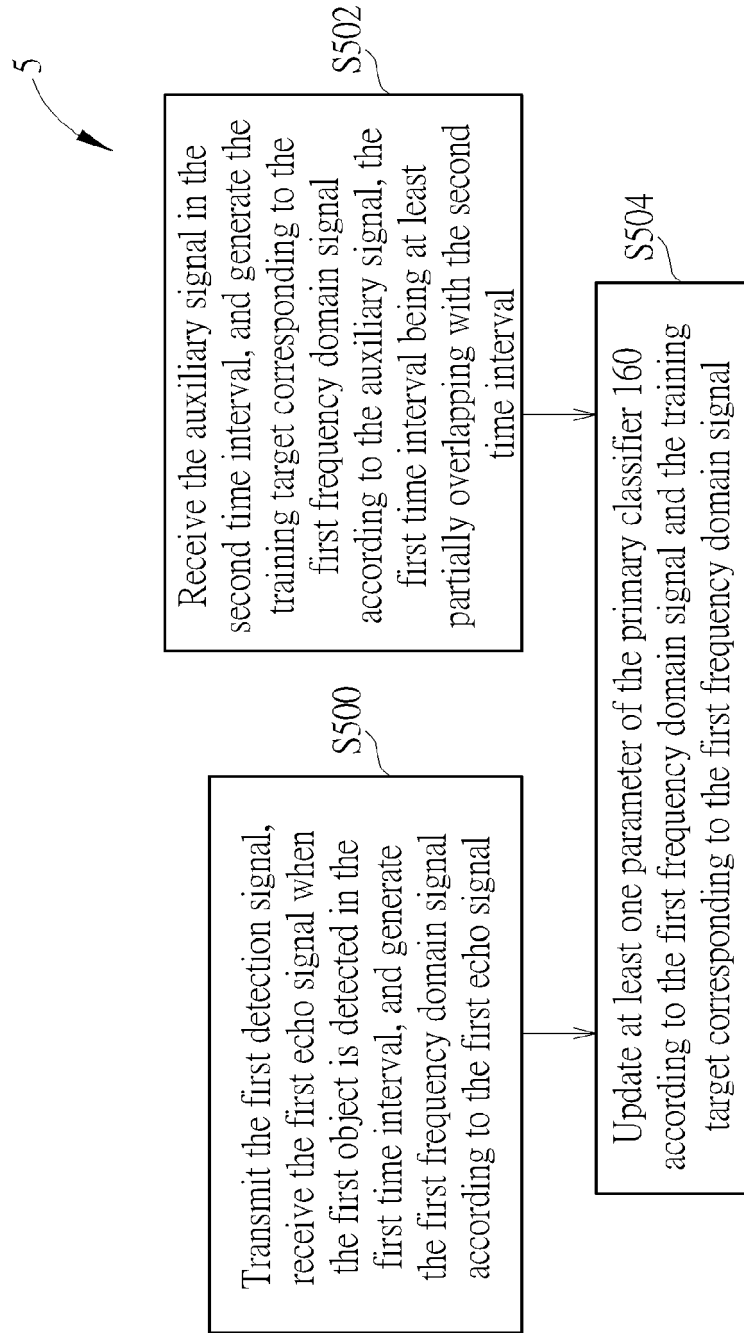 5
S500
Transmit the first detection signal,
receive the first echo signal when
the first object is detected in the
first time interval, and generate
the first frequency domain signal
according to the first echo signal
S502
Receive the auxiliary signal in the
second time interval, and generate the
training target corresponding to the
first frequency domain signal
according to the auxiliary signal, the
first time interval being at least
partially overlapping with the second
time interval
S504
Update at least one parameter of the primary classifier 160
according to the first frequency domain signal and the training
target corresponding to the first frequency domain signal